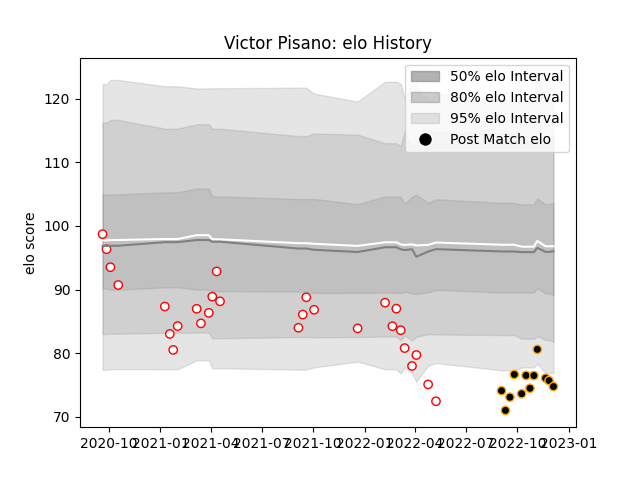 Victor Pisano: elo History
50% elo Interval
80% elo Interval
95% elo Interval
Post Match elo
elo score
120
110
100
90
80
70
2020-10 2021-01 2021-04 2021-07 2021-10 2022-01 2022-04 2022-07 2022-10 2023-01